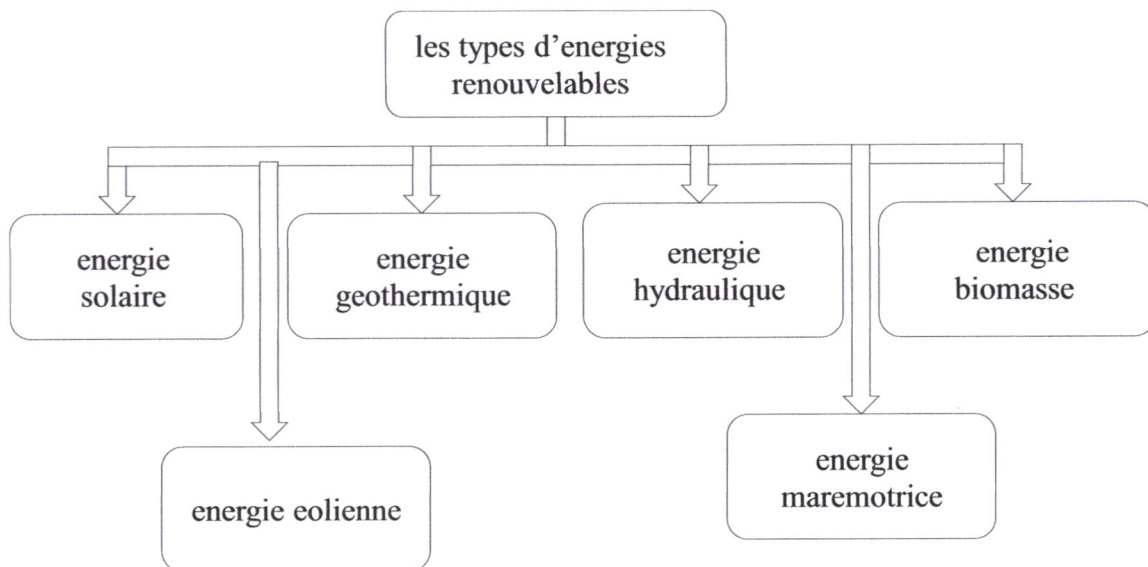 les types d’energies
renouvelables
energie
solaire
energie
geothermique
energie
hydraulique
energie
biomasse
energie eolienne
energie
maremotrice